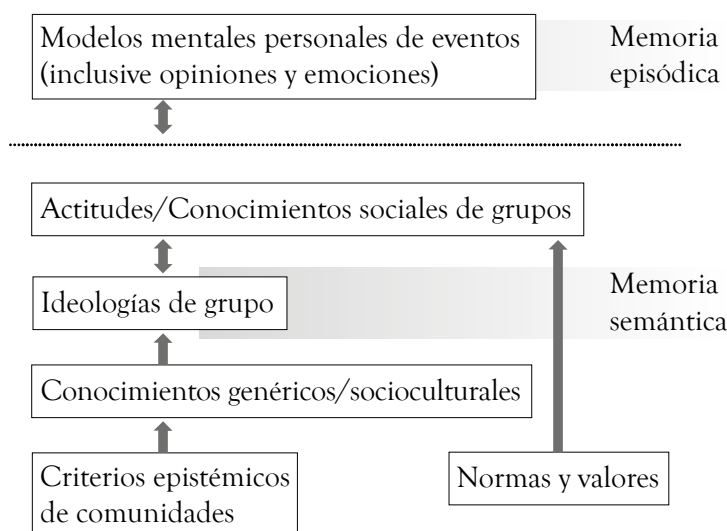 Modelos mentales personales de eventos
(inclusive opiniones y emociones)
Memoria
episódica
Actitudes/Conocimientos sociales de grupos
Ideologías de grupo
Memoria
semántica
Conocimientos genéricos/socioculturales
Criterios epistémicos
de comunidades
Normas y valores